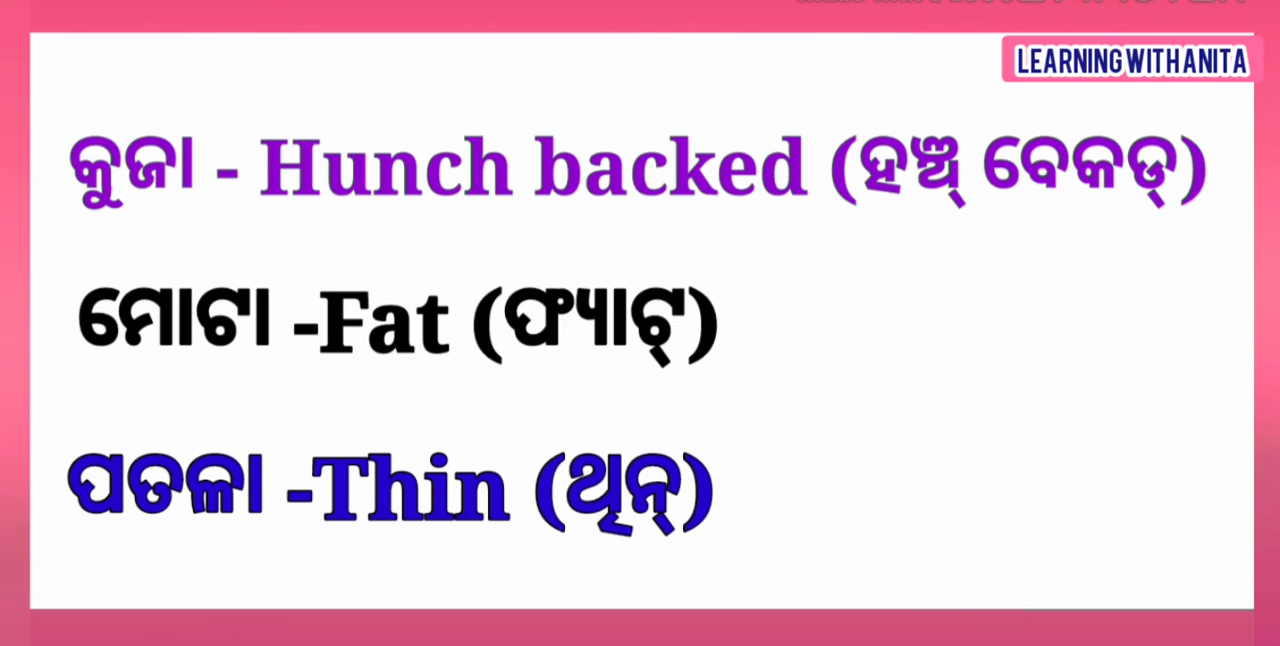 LEARNING WITH ANITA
କୁଜା - Hunch backed (ହଞ୍ଚ୍ ବେକଡ୍)
ମୋଟା -Fat (ଫ୍ୟାଟ୍)
ପତଳା -Thin (ଥିନ୍)